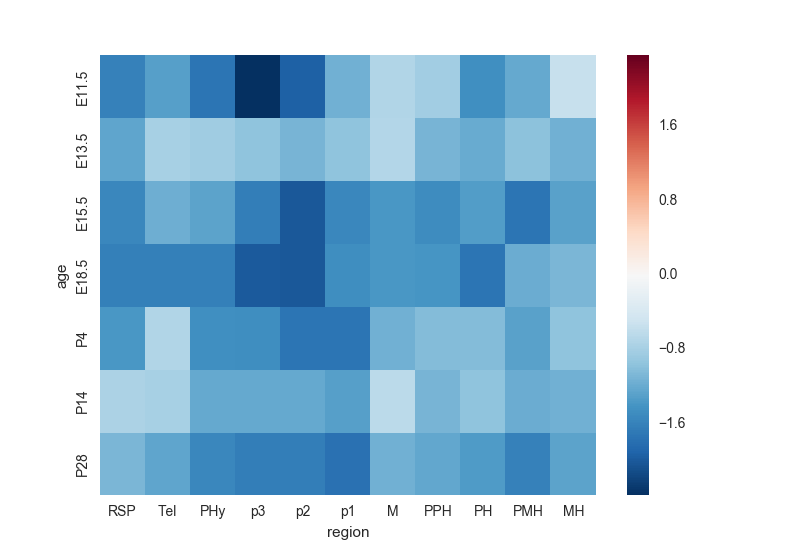 E11.5
E13.5
E15.5
E18.5
P4
P14
P28
age
RSP Tel PHy p3 p2 p1 M PPH PH PMH MH
region
1.6
0.8
0.0
−0.8
−1.6